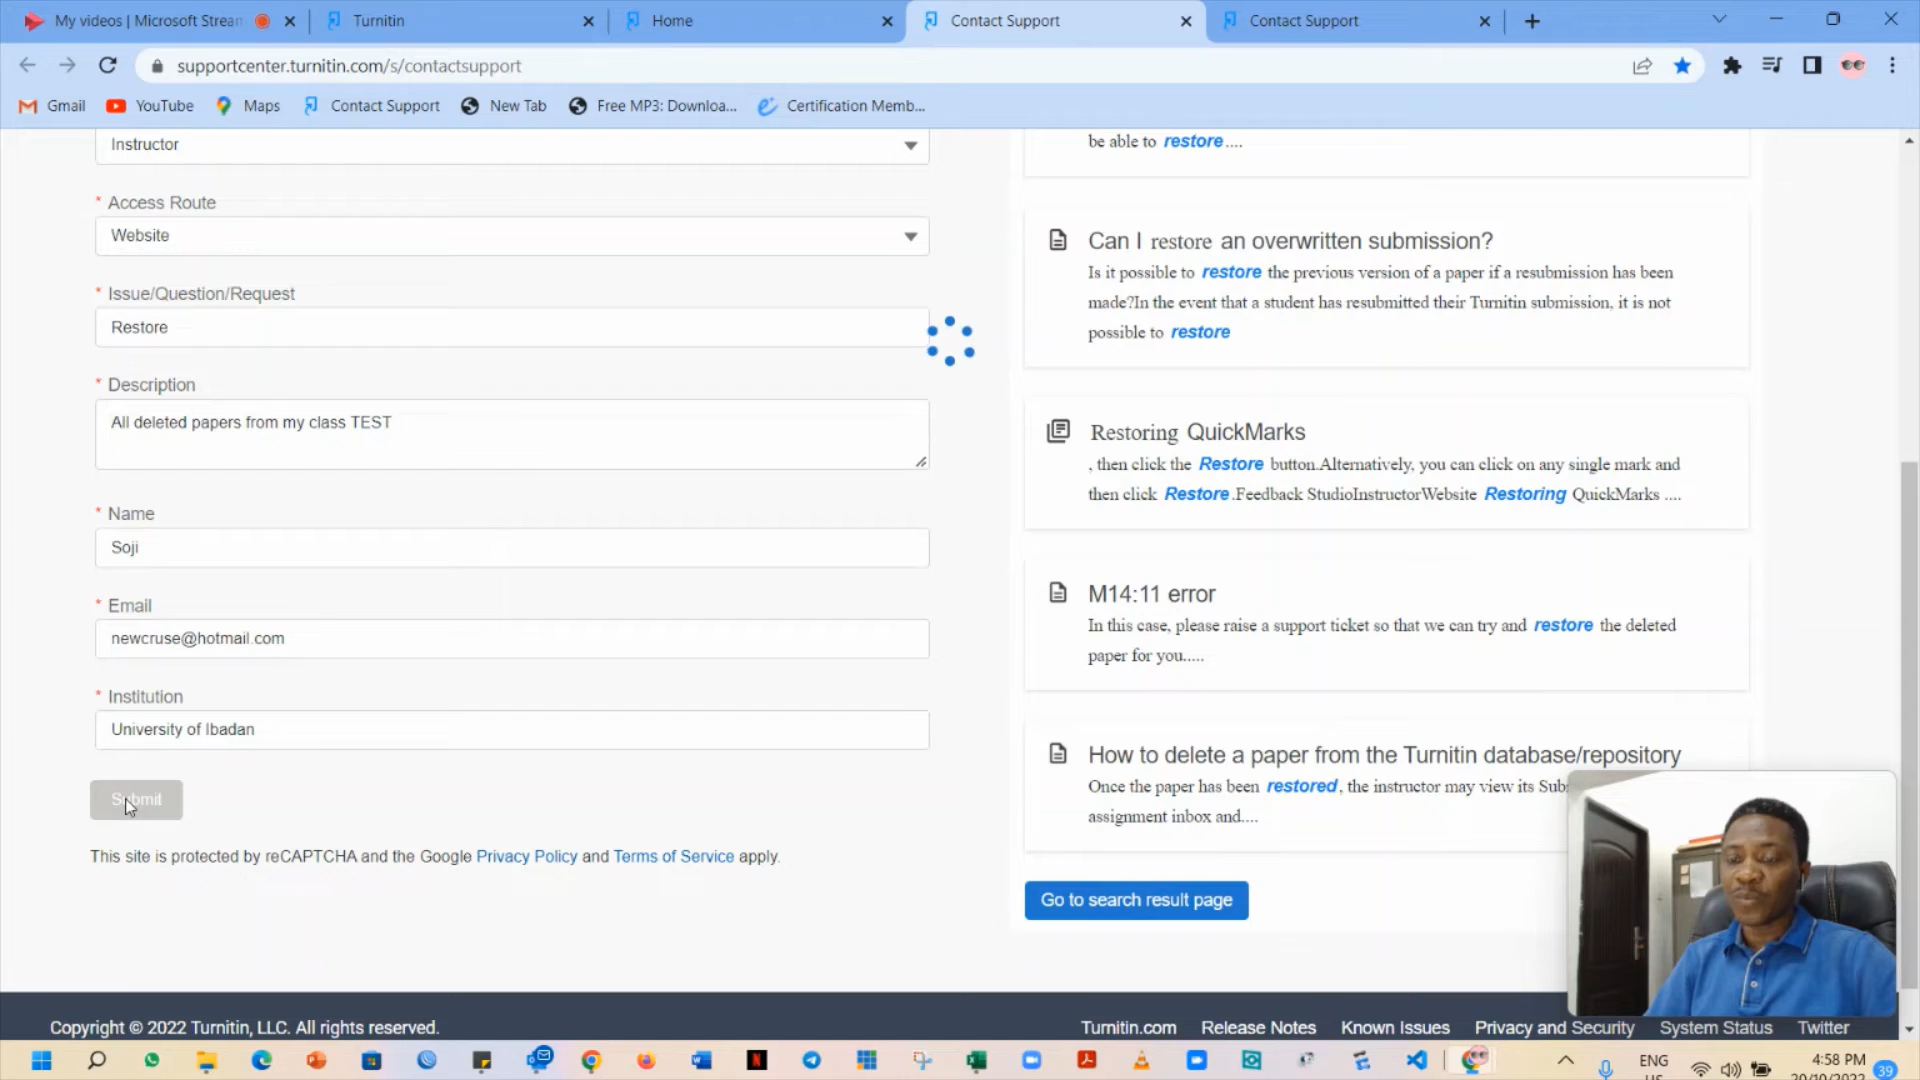 My videos | Microsoft Stream
Turnitin
Home
Contact Support
Contact Support
supportcenter.turnitin.com/s/contactsupport
Gmail
YouTube
Maps
Contact Support
New Tab
Free MP3: Downloa...
Certification Memb...
Instructor
* Access Route
Website
* Issue/Question/Request
Restore
* Description
All deleted papers from my class TEST
* Name
Soji
* Email
newcruse@hotmail.com
* Institution
University of Ibadan
Submit
This site is protected by reCAPTCHA and the Google Privacy Policy and Terms of Service apply.
be able to restore....
Can I restore an overwritten submission?
Is it possible to restore the previous version of a paper if a resubmission has been
made?In the event that a student has resubmitted their Turnitin submission, it is not
possible to restore
Restoring QuickMarks
, then click the Restore button.Alternatively, you can click on any single mark and
then click Restore.Feedback StudioInstructorWebsite Restoring QuickMarks ....
M14:11 error
In this case, please raise a support ticket so that we can try and restore the deleted
paper for you.....
How to delete a paper from the Turnitin database/repository
Once the paper has been restored, the instructor may view its Sub
assignment inbox and....
Go to search result page
Copyright © 2022 Turnitin, LLC. All rights reserved.
Turnitin.com
Release Notes
Known Issues
Privacy and Security
System Status
Twitter
ENG
4:58 PM
20/10/2022
39